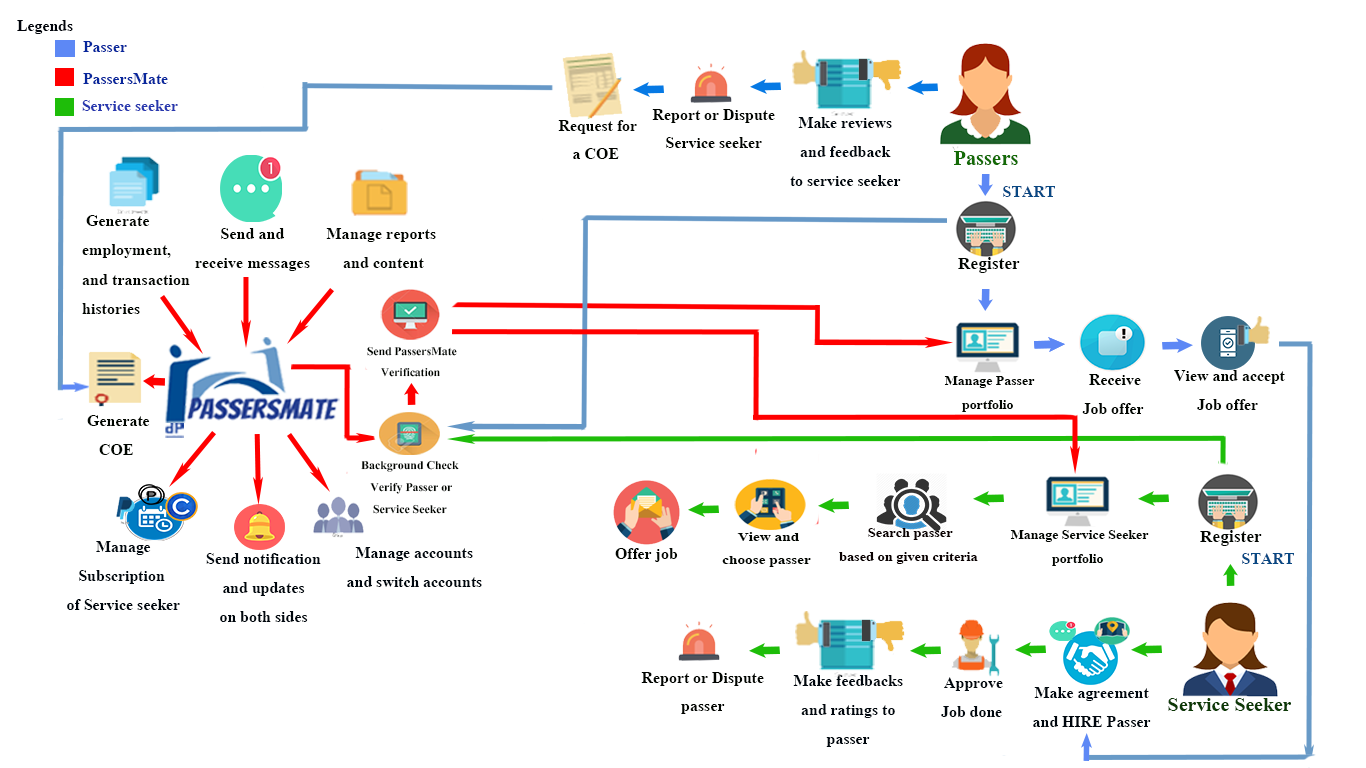 Legends
Passer
PassersMate
Service seeker
Request for
a COE
Report or Dispute
Service seeker
Make reviews
and feedback
to service seeker
Passers
START
Register
Generate
employment,
and transaction
histories
1
Send and
receive messages
Manage reports
and content
Send PassersMate
Verification
Manage Passer
portfolio
Receive
Job offer
View and accept
Job offer
Generate
COE
PASSERSMATE
dP
Background Check
Verify Passer or
Service Seeker
Manage
Subscription
of Service seeker
Send notification
and updates
on both sides
Manage accounts
and switch accounts
Offer job
View and
choose passer
Search passer
based on given criteria
Manage Service Seeker
portfolio
Register
START
Report or Dispute
passer
Make feedbacks
and ratings to
passer
Approve
Job done
1
Make agreement
and HIRE Passer
Service Seeker